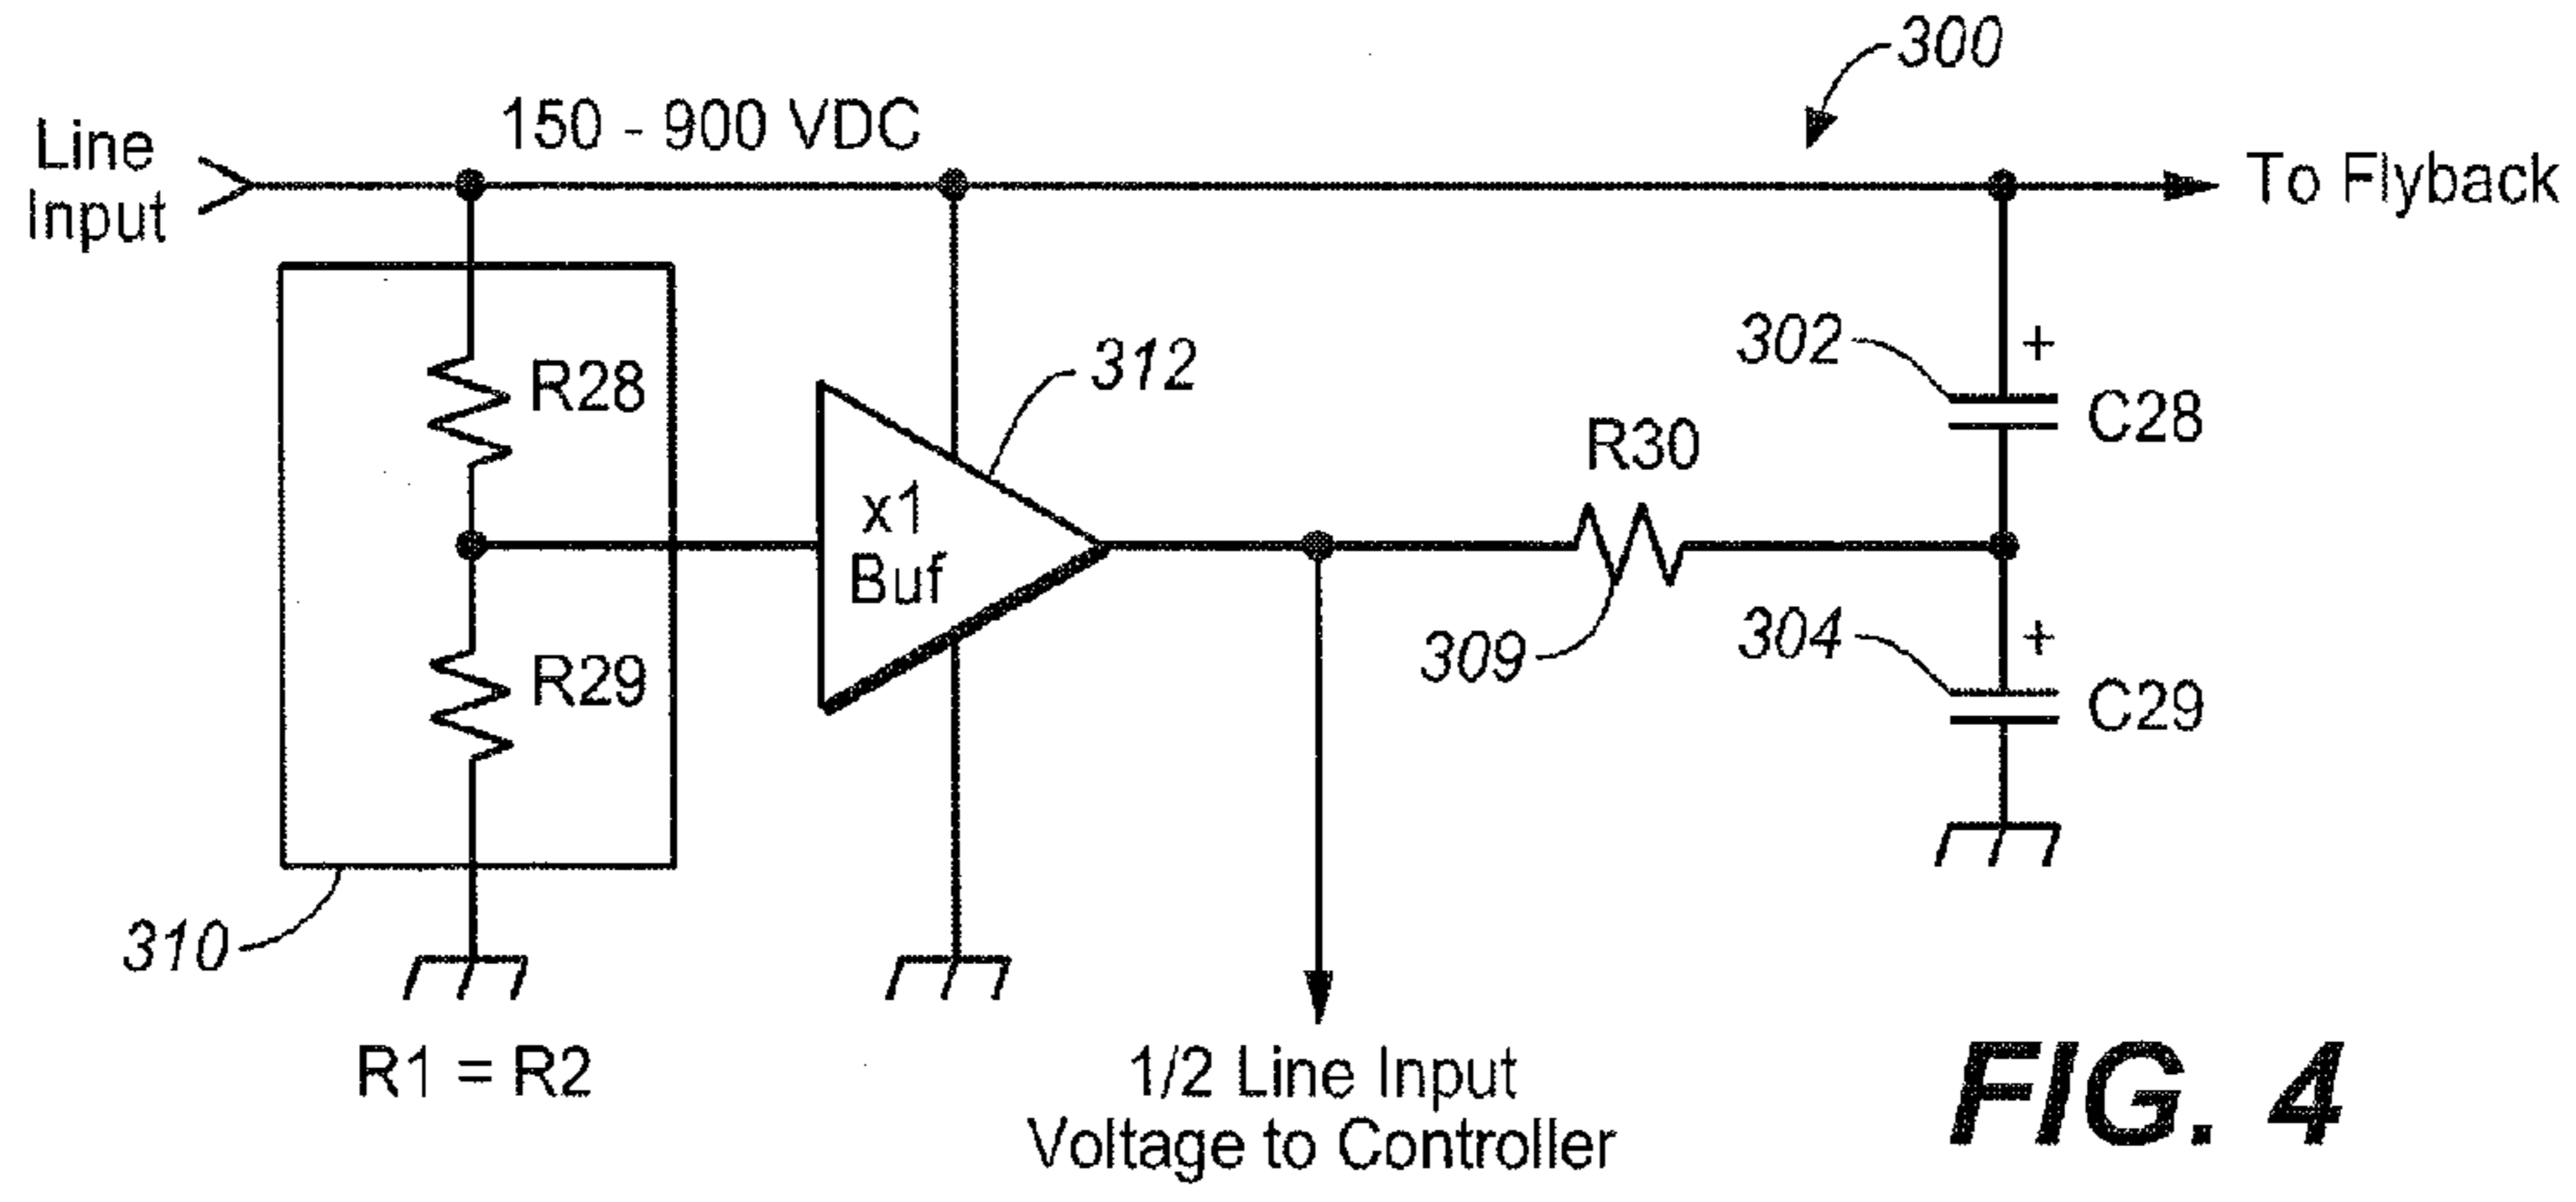 300
150 - 900 VDC
Line
Input
To Flyback
R28
312
302
+
C28
R30
x1
Buf
R29
309
304
+
C29
310
R1 = R2
1/2 Line Input
Voltage to Controller
FIG. 4